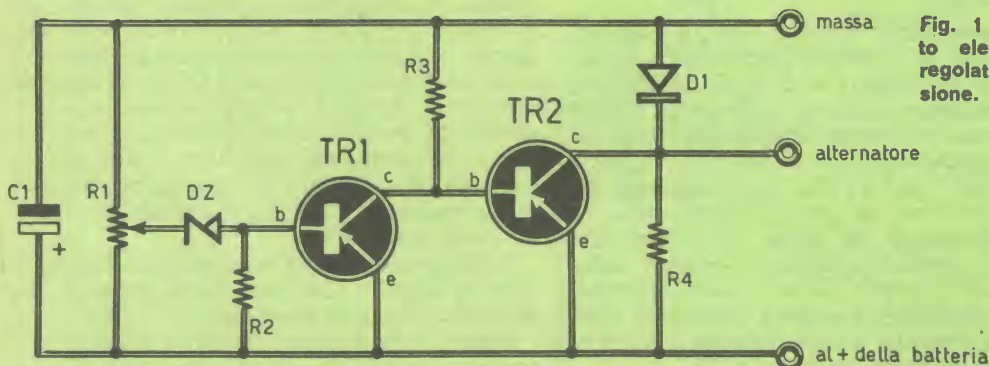 massa
Fig. 1
to ele
regolat
sione.
R3
D1
TR2
TR1
c
alternatore
c
C1
R1
DZ
b
b
+
e
e
R4
R2
al + della batteria